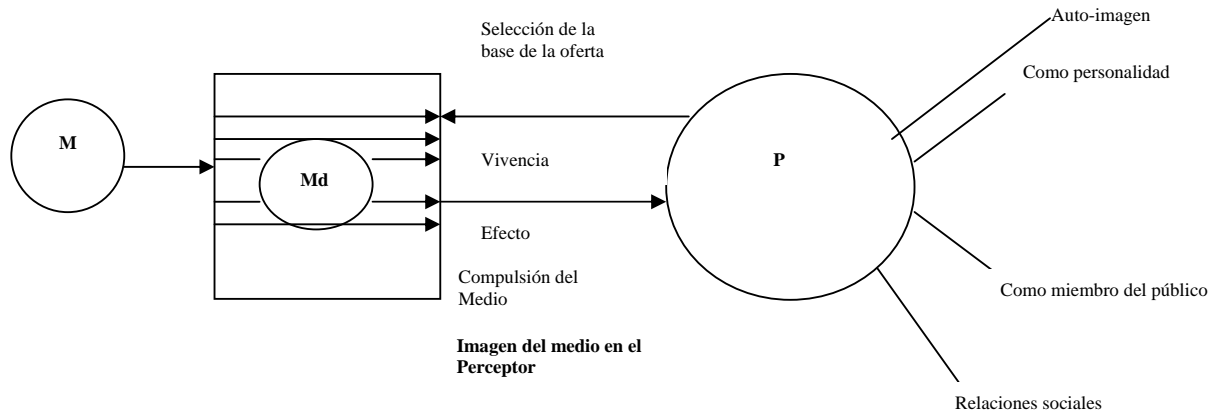 Auto-imagen
Selección de la
base de la oferta
Como personalidad
M
Vivencia
P
Md
Efecto
Compulsión del
Medio
Como miembro del público
Imagen del medio en el
Perceptor
Relaciones sociales